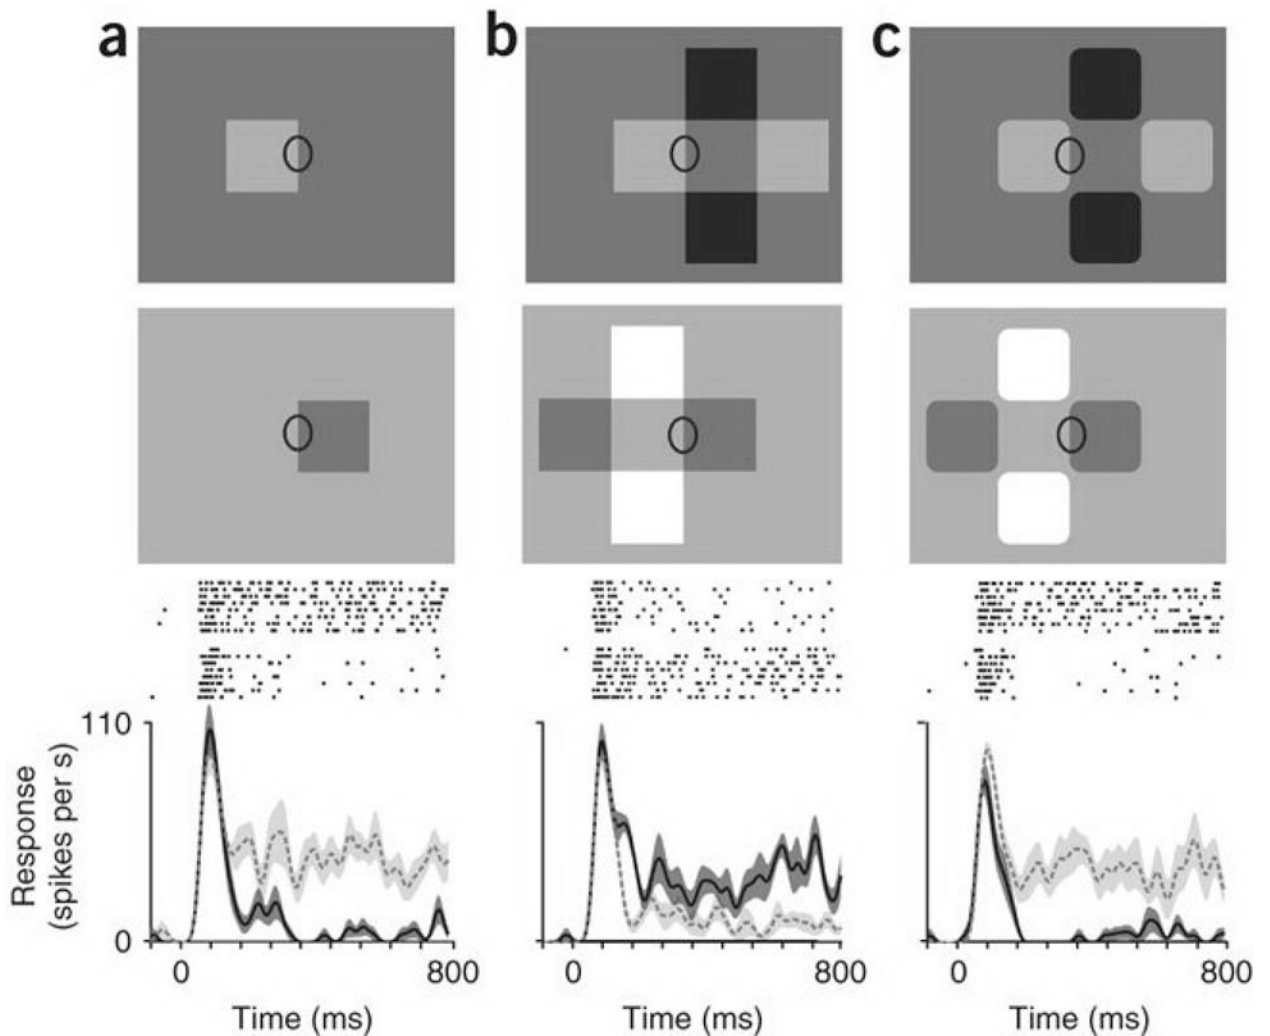 a b c
110
Response
(spikes per s)
0
0 800 0 800 0 800
Time (ms) Time (ms) Time (ms)